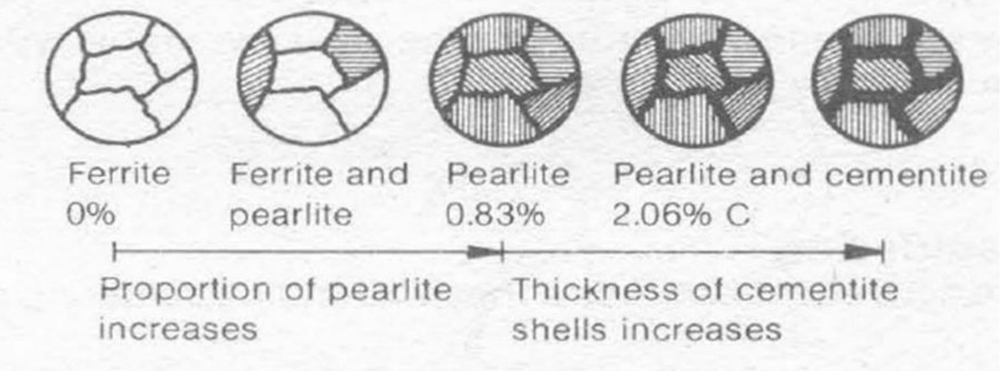 Ferrite
0%
Ferrite and
pearlite
Pearlite
0.83%
Pearlite and cementite
2.06% C
Proportion of pearlite
increases
Thickness of cementite
shells increases